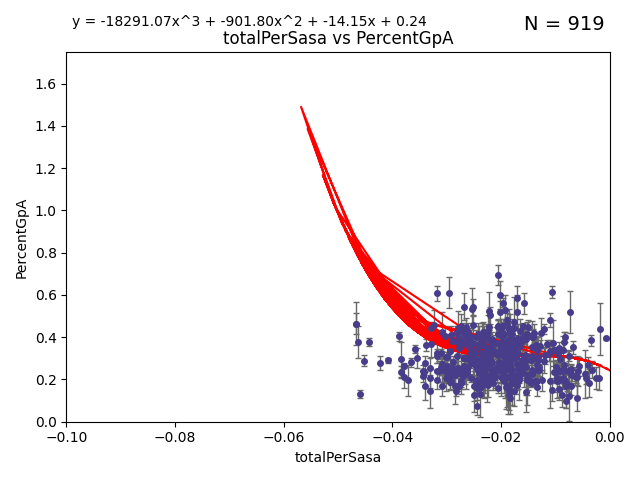 y = -18291.07x^3 + -901.80x^2 + -14.15x + 0.24
N = 919
totalPerSasa vs PercentGpA
1.6
1.4
1.2
1.0
0.8
0.6
0.4
0.2
0.0
PercentGpA
−0.10 −0.08 −0.06 −0.04 −0.02 0.00
totalPerSasa